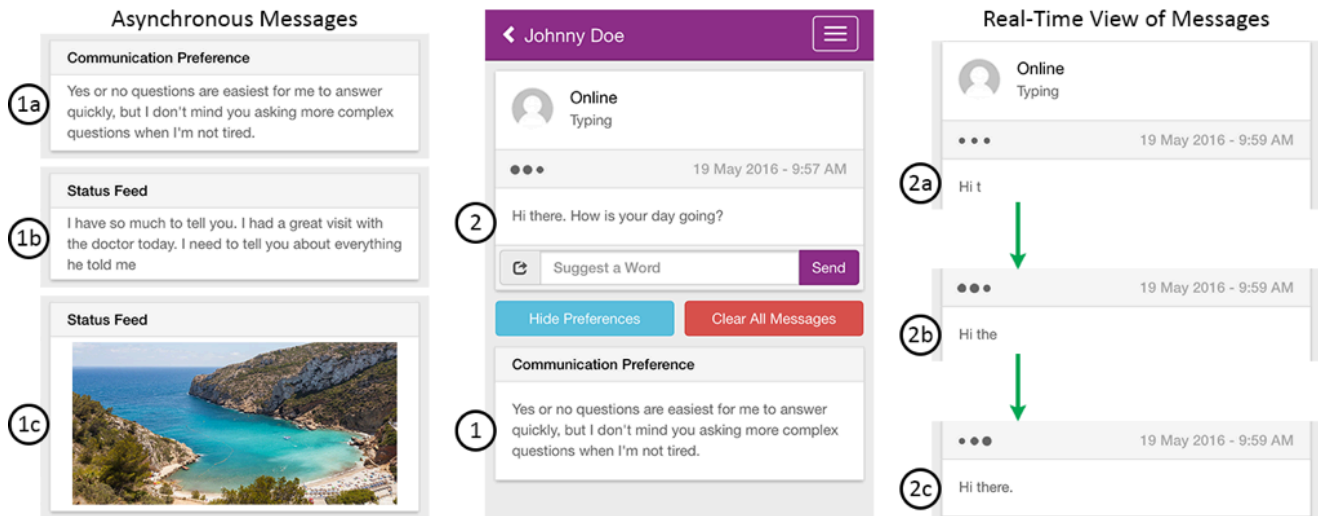 Asynchronous Messages
1a
Communication Preference
Yes or no questions are easiest for me to answer
quickly, but I don't mind you asking more complex
questions when I'm not tired.
1b
Status Feed
I have so much to tell you. I had a great visit with
the doctor today. I need to tell you about everything
he told me
1c
Status Feed
Johnny Doe
Online
Typing
19 May 2016 - 9:57 AM
2
Hi there. How is your day going?
Suggest a Word
Send
Hide Preferences
Clear All Messages
Communication Preference
1
Yes or no questions are easiest for me to answer
quickly, but I don't mind you asking more complex
questions when I'm not tired.
Real-Time View of Messages
Online
Typing
19 May 2016 - 9:59 AM
2a
Hi t
19 May 2016 - 9:59 AM
2b
Hi the
19 May 2016 - 9:59 AM
2c
Hi there.